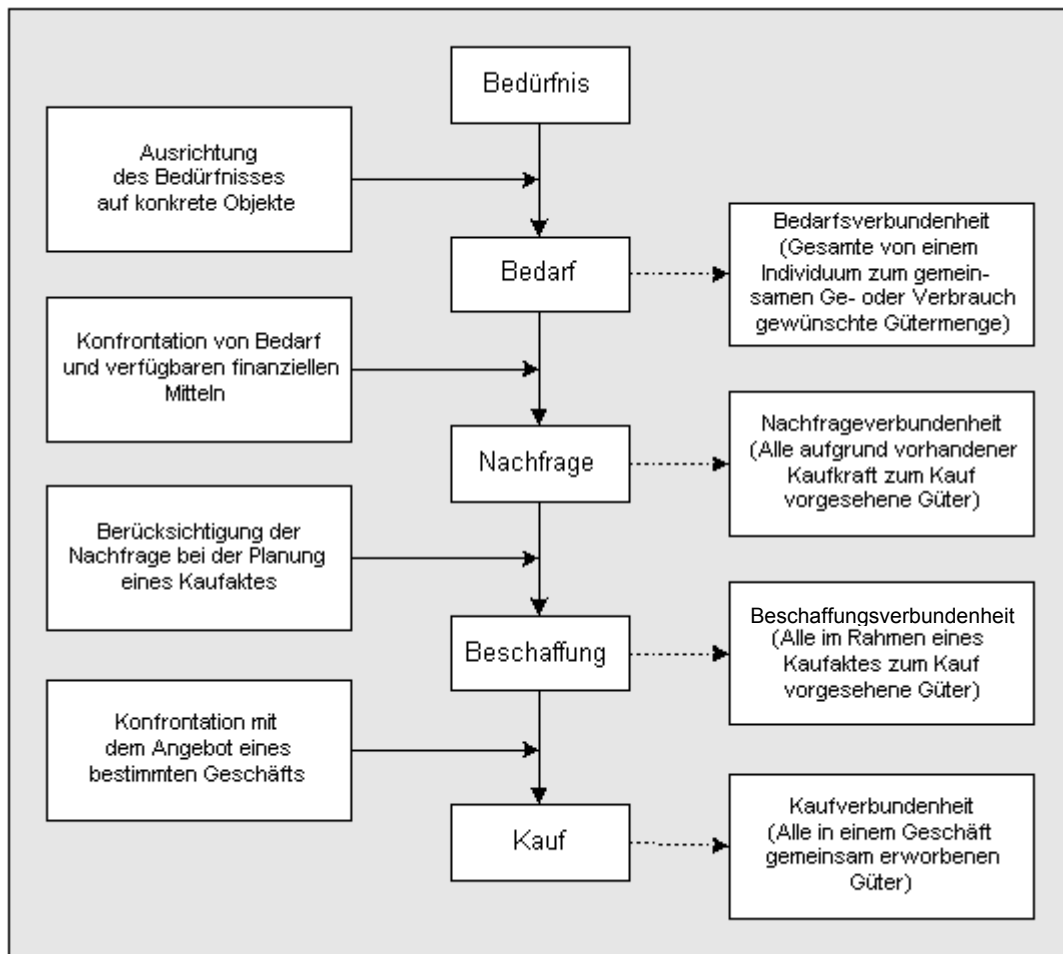 Bedürfnis
Ausrichtung
des Bedürfnisses
auf konkrete Objekte
Bedarf
Bedarfsverbundenheit
(Gesamte von einem
Individuum zum gemein-
samen Ge- oder Verbrauch
gewünschte Gütermenge)
Konfrontation von Bedarf
und verfügbaren finanziellen
Mitteln
Nachfrage
Nachfrageverbundenheit
(Alle aufgrund vorhandener
Kaufkraft zum Kauf
vorgesehene Güter)
Berücksichtigung der
Nachfrage bei der Planung
eines Kaufaktes
Beschaffung
Beschaffungsverbundenheit
(Alle im Rahmen eines
Kaufaktes zum Kauf
vorgesehene Güter)
Konfrontation mit
dem Angebot eines
bestimmten Geschäfts
Kauf
Kaufverbundenheit
(Alle in einem Geschäft
gemeinsam erworbenen
Güter)